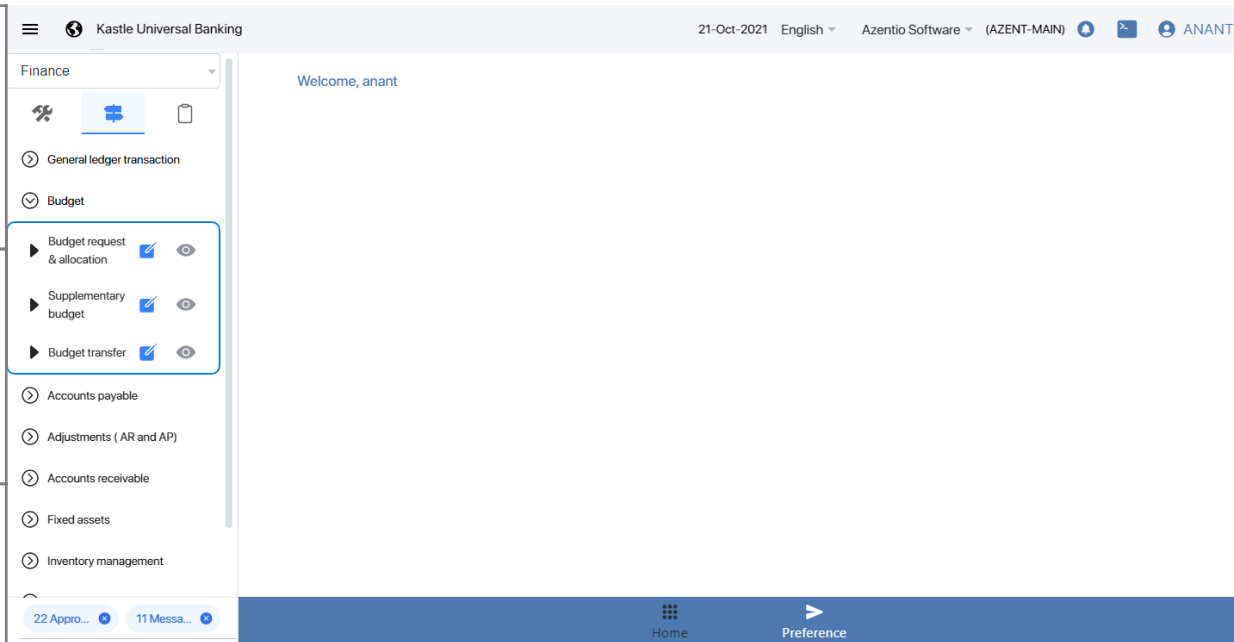 Kastle Universal Banking
21-Oct-2021 English Azentio Software (AZENT-MAIN) ANANT
Finance
Welcome, anant
General ledger transaction
Budget
Budget request
& allocation
Supplementary
budget
Budget transfer
Accounts payable
Adjustments ( AR and AP)
Accounts receivable
Fixed assets
Inventory management
22 Appro...
11 Messa...
Home
Preference